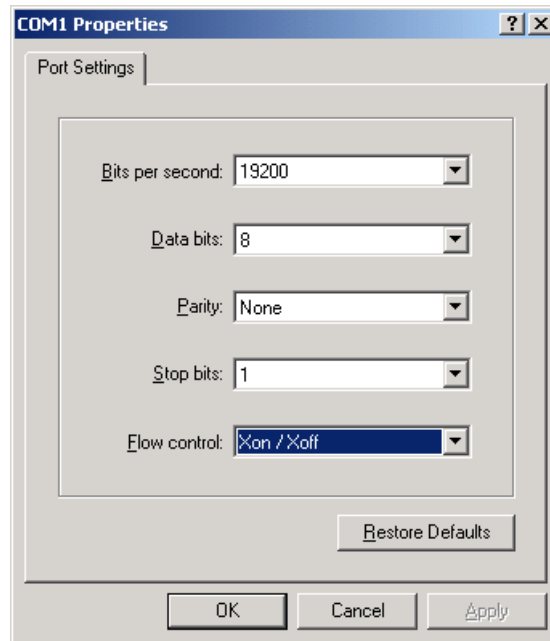 COM1 Properties
Port Settings
Bits per second: 19200
Data bits: 8
Parity: None
Stop bits: 1
Flow control: Xon / Xoff
Restore Defaults
OK Cancel Apply